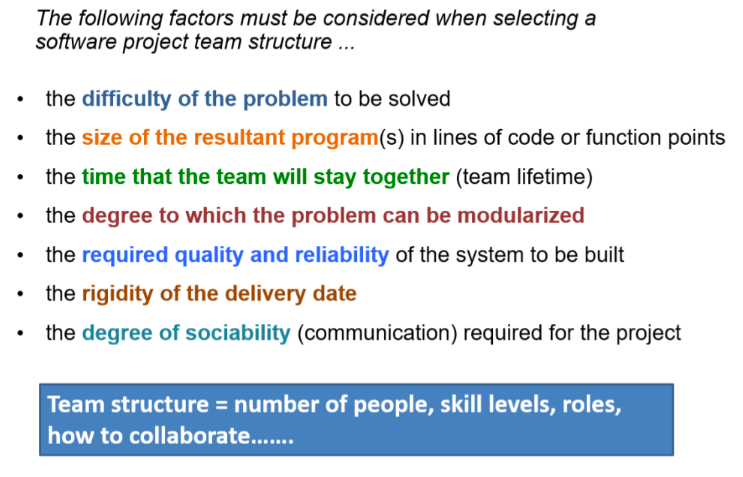 The following factors must be considered when selecting a
software project team structure ...
• the difficulty of the problem to be solved
• the size of the resultant program(s) in lines of code or function points
• the time that the team will stay together (team lifetime)
• the degree to which the problem can be modularized
• the required quality and reliability of the system to be built
• the rigidity of the delivery date
• the degree of sociability (communication) required for the project
Team structure = number of people, skill levels, roles,
how to collaborate…….